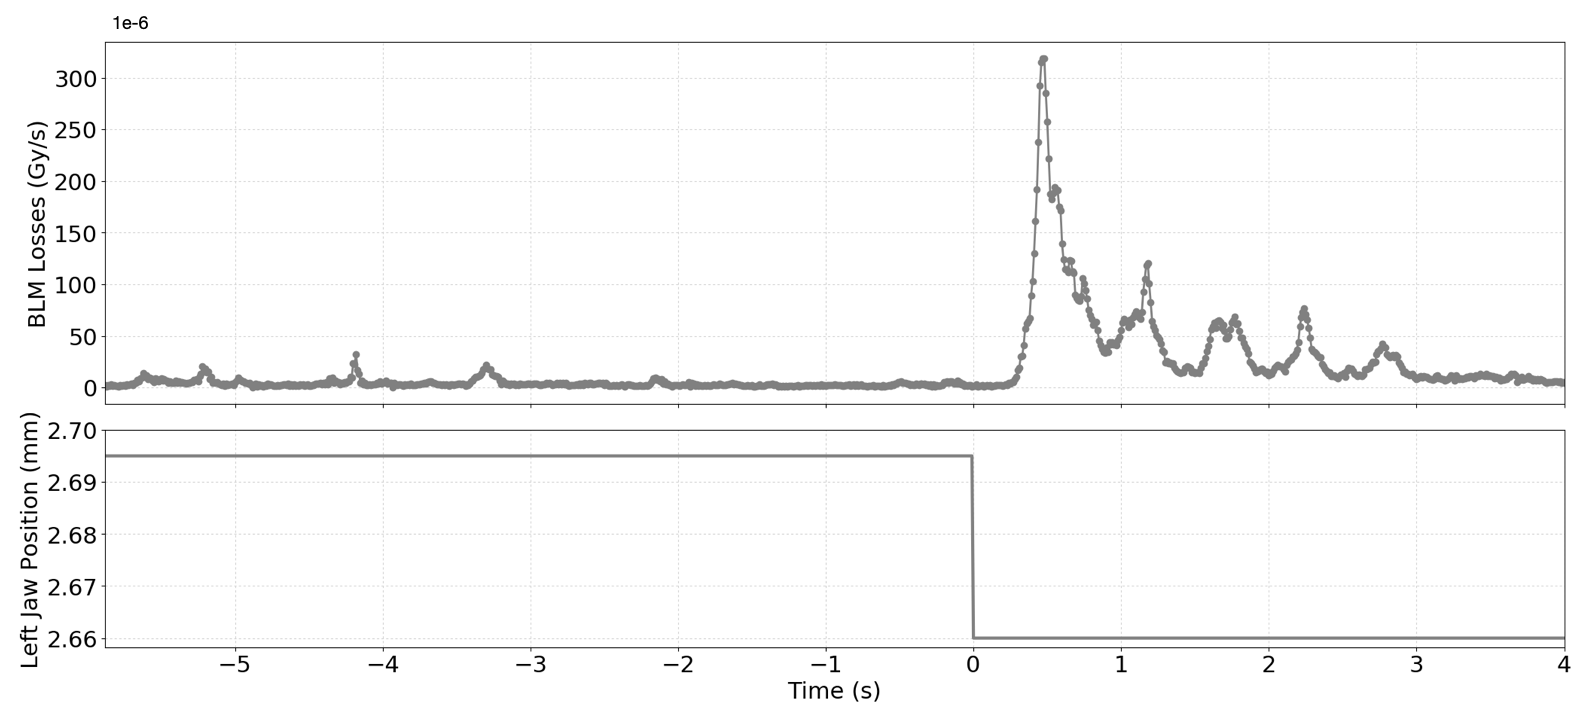 1e-6
300
250
200
150
100
50
0
BLM Losses (Gy/s)
2.70
2.69
2.68
2.67
2.66
Left Jaw Position (mm)
−5 −4 −3 −2 −1 0 1 2 3 4
Time (s)